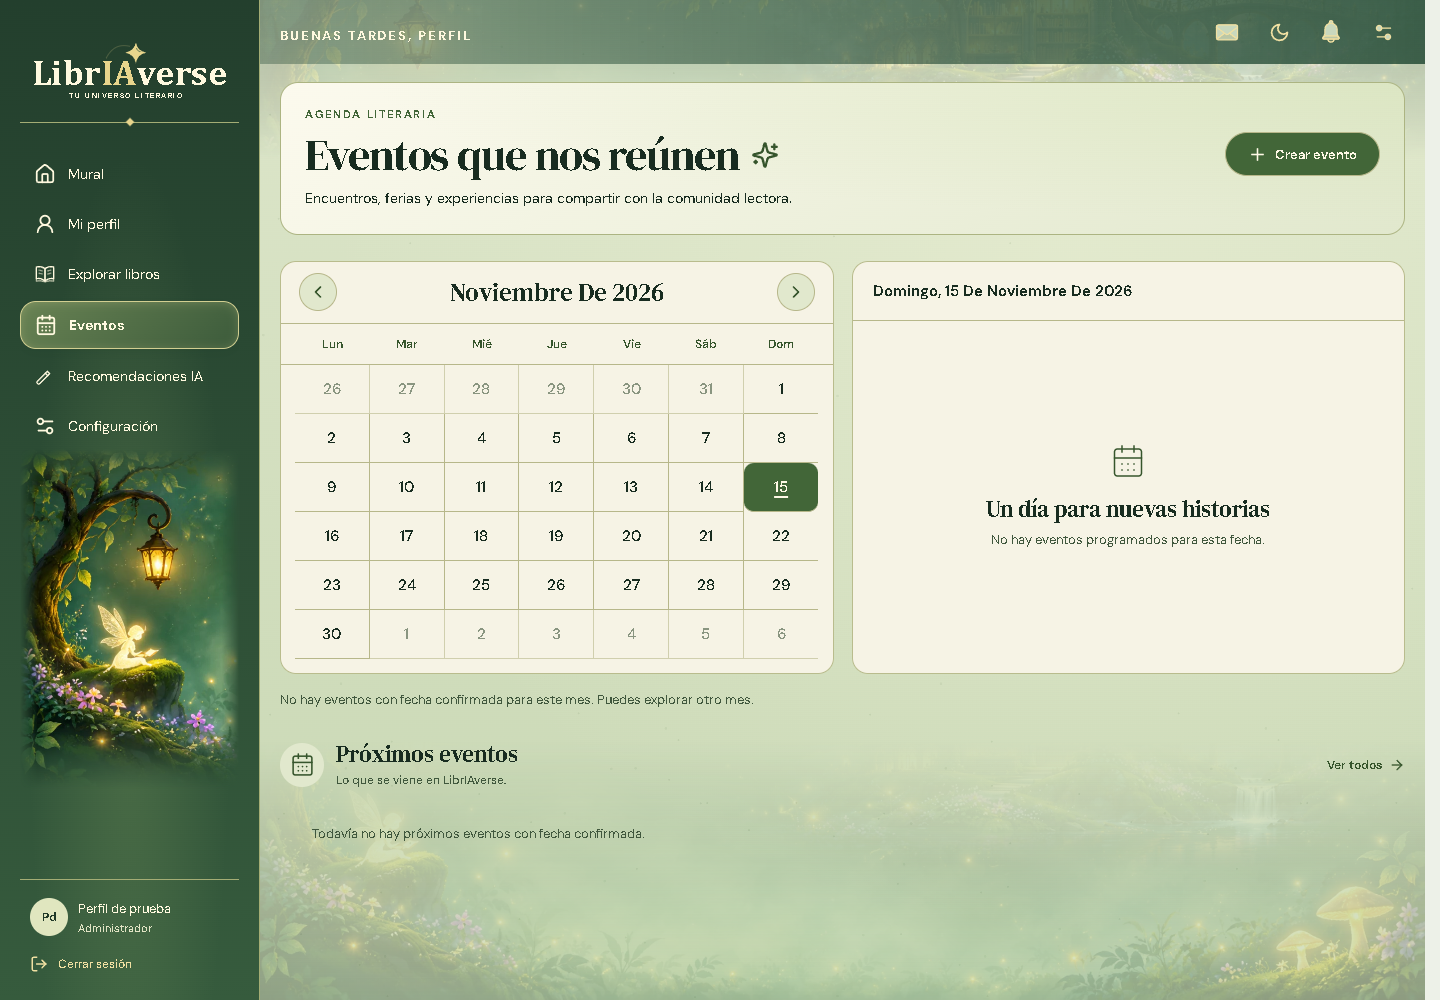 LibrIAverse
TU UNIVERSO LITERARIO
Mural
Mi perfil
Explorar libros
Eventos
Recomendaciones IA
Configuración
Pd
Perfil de prueba
Administrador
Cerrar sesión
BUENAS TARDES, PERFIL
AGENDA LITERARIA
Eventos que nos reúnen
Encuentros, ferias y experiencias para compartir con la comunidad lectora.
Crear evento
Noviembre De 2026
Lun Mar Mié Jue Vie Sáb Dom
26 27 28 29 30 31 1
2 3 4 5 6 7 8
9 10 11 12 13 14 15
16 17 18 19 20 21 22
23 24 25 26 27 28 29
30 1 2 3 4 5 6
Domingo, 15 De Noviembre De 2026
Un día para nuevas historias
No hay eventos programados para esta fecha.
No hay eventos con fecha confirmada para este mes. Puedes explorar otro mes.
Próximos eventos
Lo que se viene en LibrIAverse.
Ver todos
Todavía no hay próximos eventos con fecha confirmada.